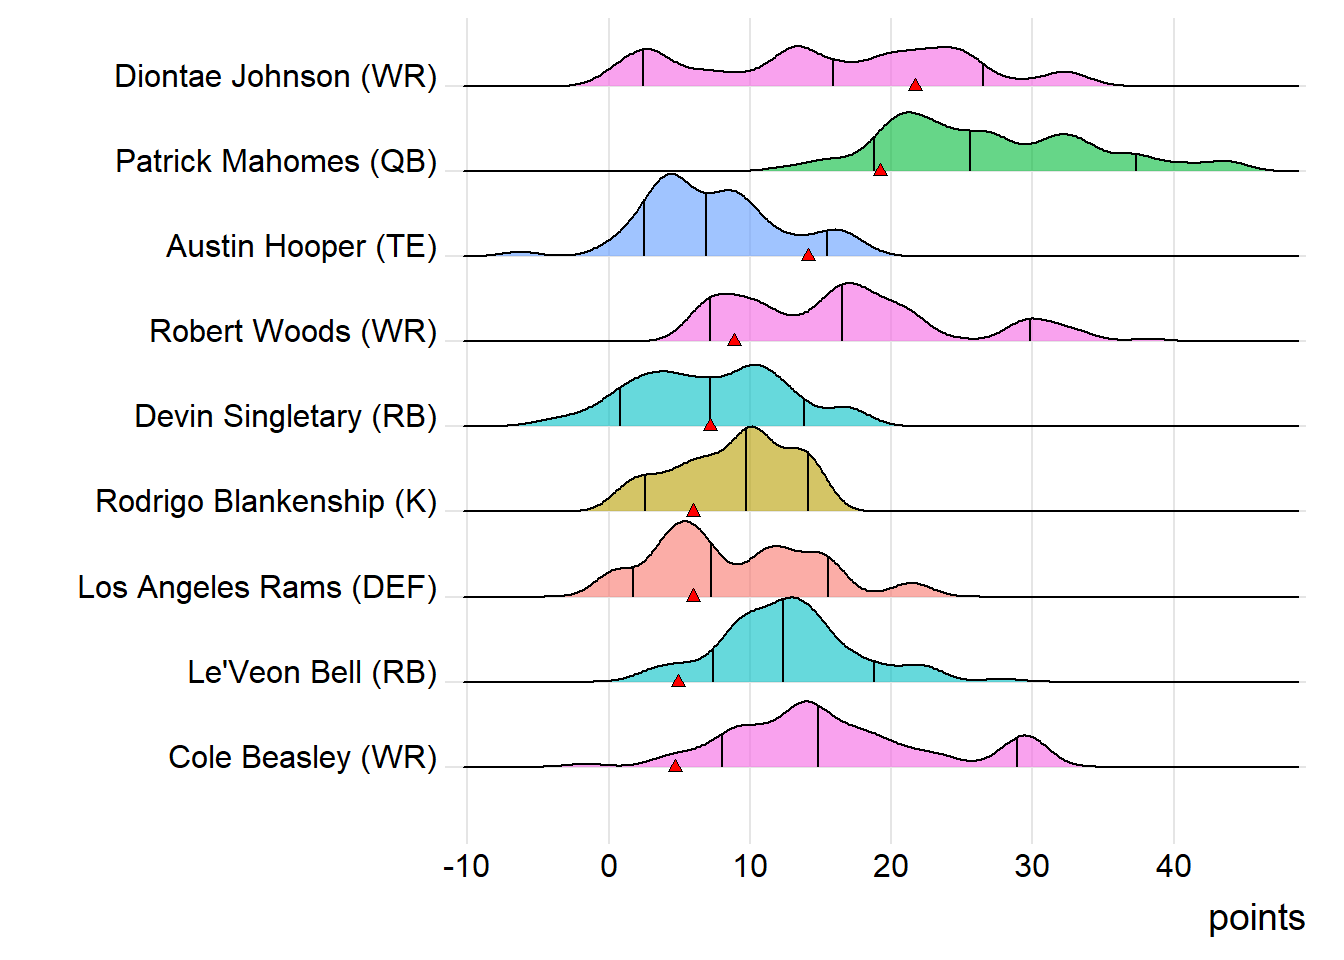 Diontae Johnson (WR)
Patrick Mahomes (QB)
Austin Hooper (TE)
Robert Woods (WR)
Devin Singletary (RB)
Rodrigo Blankenship (K)
Los Angeles Rams (DEF)
Le'Veon Bell (RB)
Cole Beasley (WR)
-10 0 10 20 30 40
points